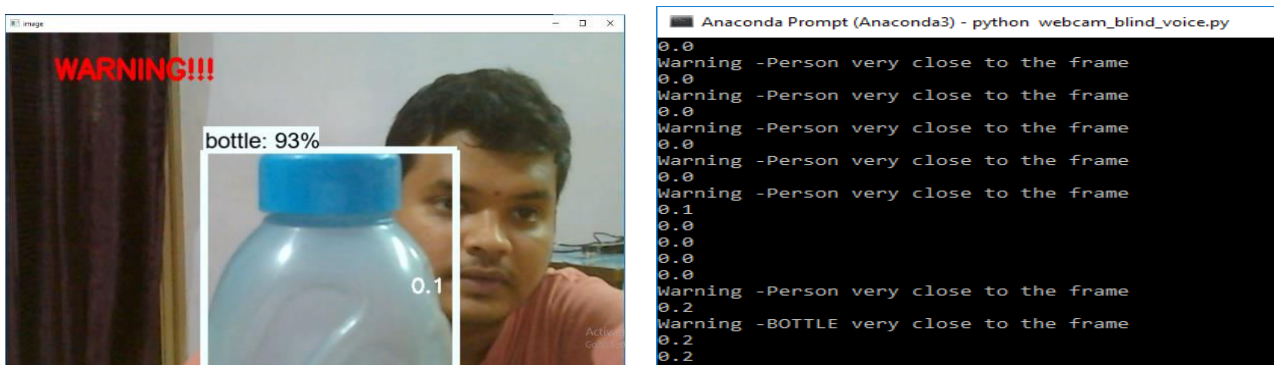 image
WARNING!!!
bottle: 93%
0.1
Anaconda Prompt (Anaconda3) - python webcam_blind_voice.py
0.0
Warning -Person very close to the frame
0.0
Warning -Person very close to the frame
0.0
Warning -Person very close to the frame
0.0
Warning -Person very close to the frame
0.0
Warning -Person very close to the frame
0.1
0.0
0.0
0.0
0.0
Warning -Person very close to the frame
0.2
Warning -BOTTLE very close to the frame
0.2
0.2